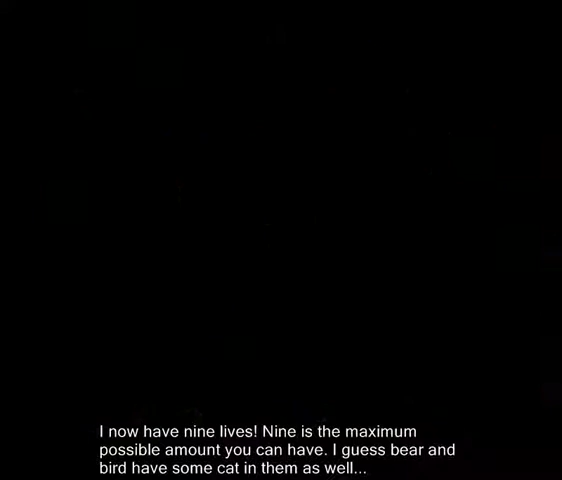 I now have nine lives! Nine is the maximum
possible amount you can have. I guess bear and
bird have some cat in them as well...